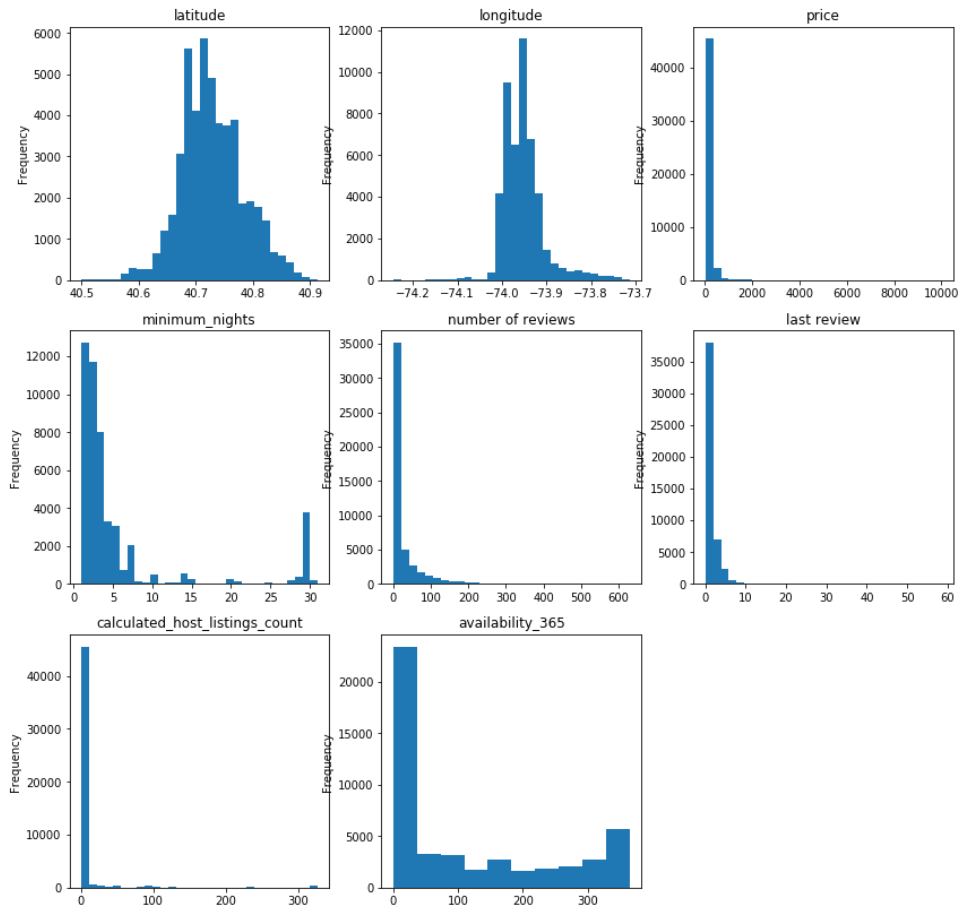 latitude
Frequency
6000
5000
4000
3000
2000
1000
0
40.5 40.6 40.7 40.8 40.9
longitude
Frequency
12000
10000
8000
6000
4000
2000
0
−74.2 −74.1 −74.0 −73.9 −73.8 −73.7
price
Frequency
40000
30000
20000
10000
0
0 2000 4000 6000 8000 10000
minimum_nights
Frequency
12000
10000
8000
6000
4000
2000
0
0 5 10 15 20 25 30
number of reviews
Frequency
35000
30000
25000
20000
15000
10000
5000
0
0 100 200 300 400 500 600
last review
Frequency
35000
30000
25000
20000
15000
10000
5000
0
0 10 20 30 40 50 60
calculated_host_listings_count
Frequency
40000
30000
20000
10000
0
0 100 200 300
availability_365
Frequency
20000
15000
10000
5000
0
0 100 200 300